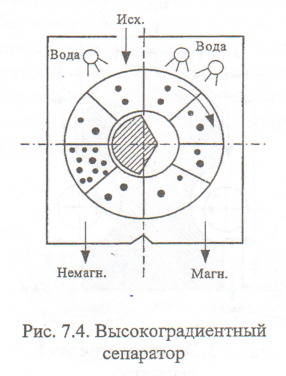 Исх.
Вода
Вода
Немагн.
Магн.
Рис. 7.4. Высокоградиентный
сепаратор